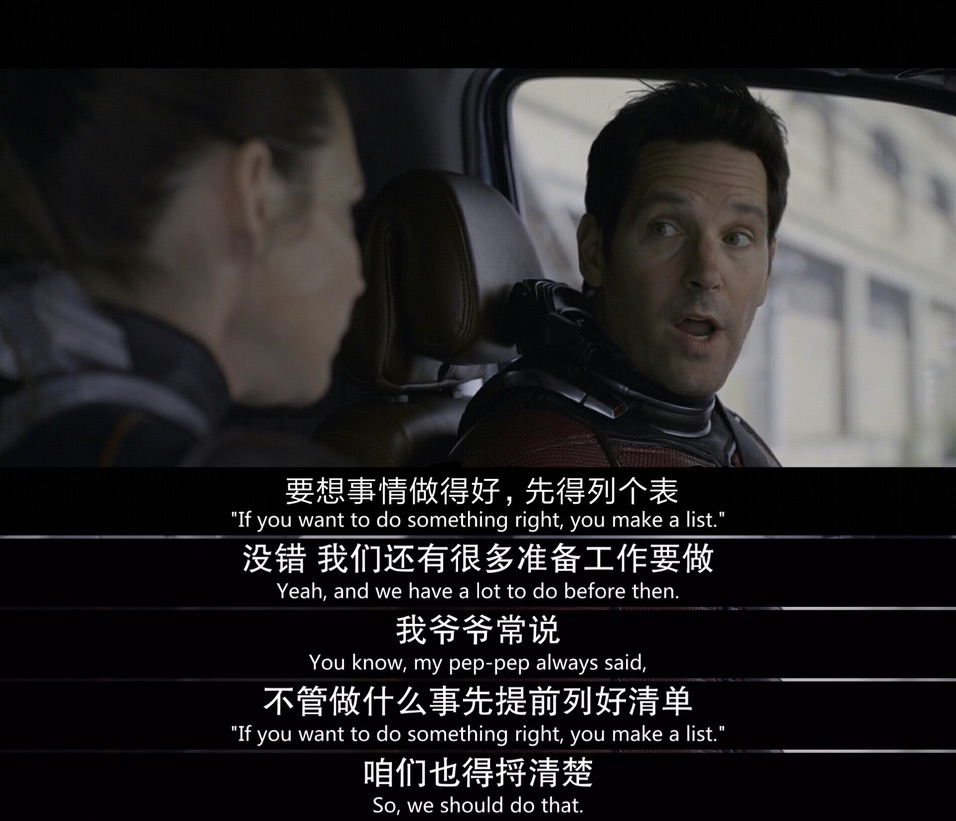 要想事情做得好，先得列个表
"If you want to do something right, you make a list."
没错 我们还有很多准备工作要做
Yeah, and we have a lot to do before then.
我爷爷常说
You know, my pep-pep always said,
不管做什么事先提前列好清单
"If you want to do something right, you make a list."
咱们也得捋清楚
So, we should do that.